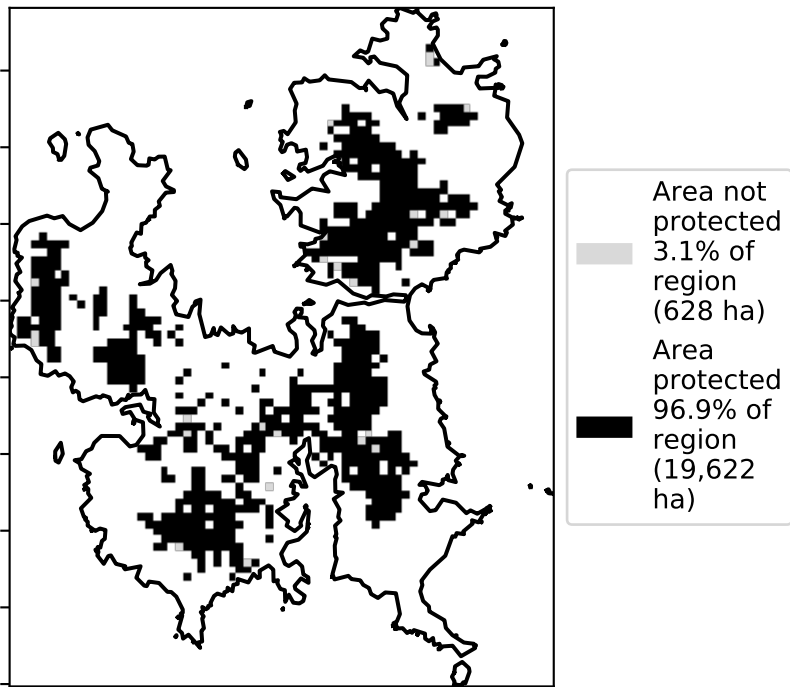 Area not
protected
3.1% of
region
(628 ha)
Area
protected
96.9% of
region
(19,622
ha)